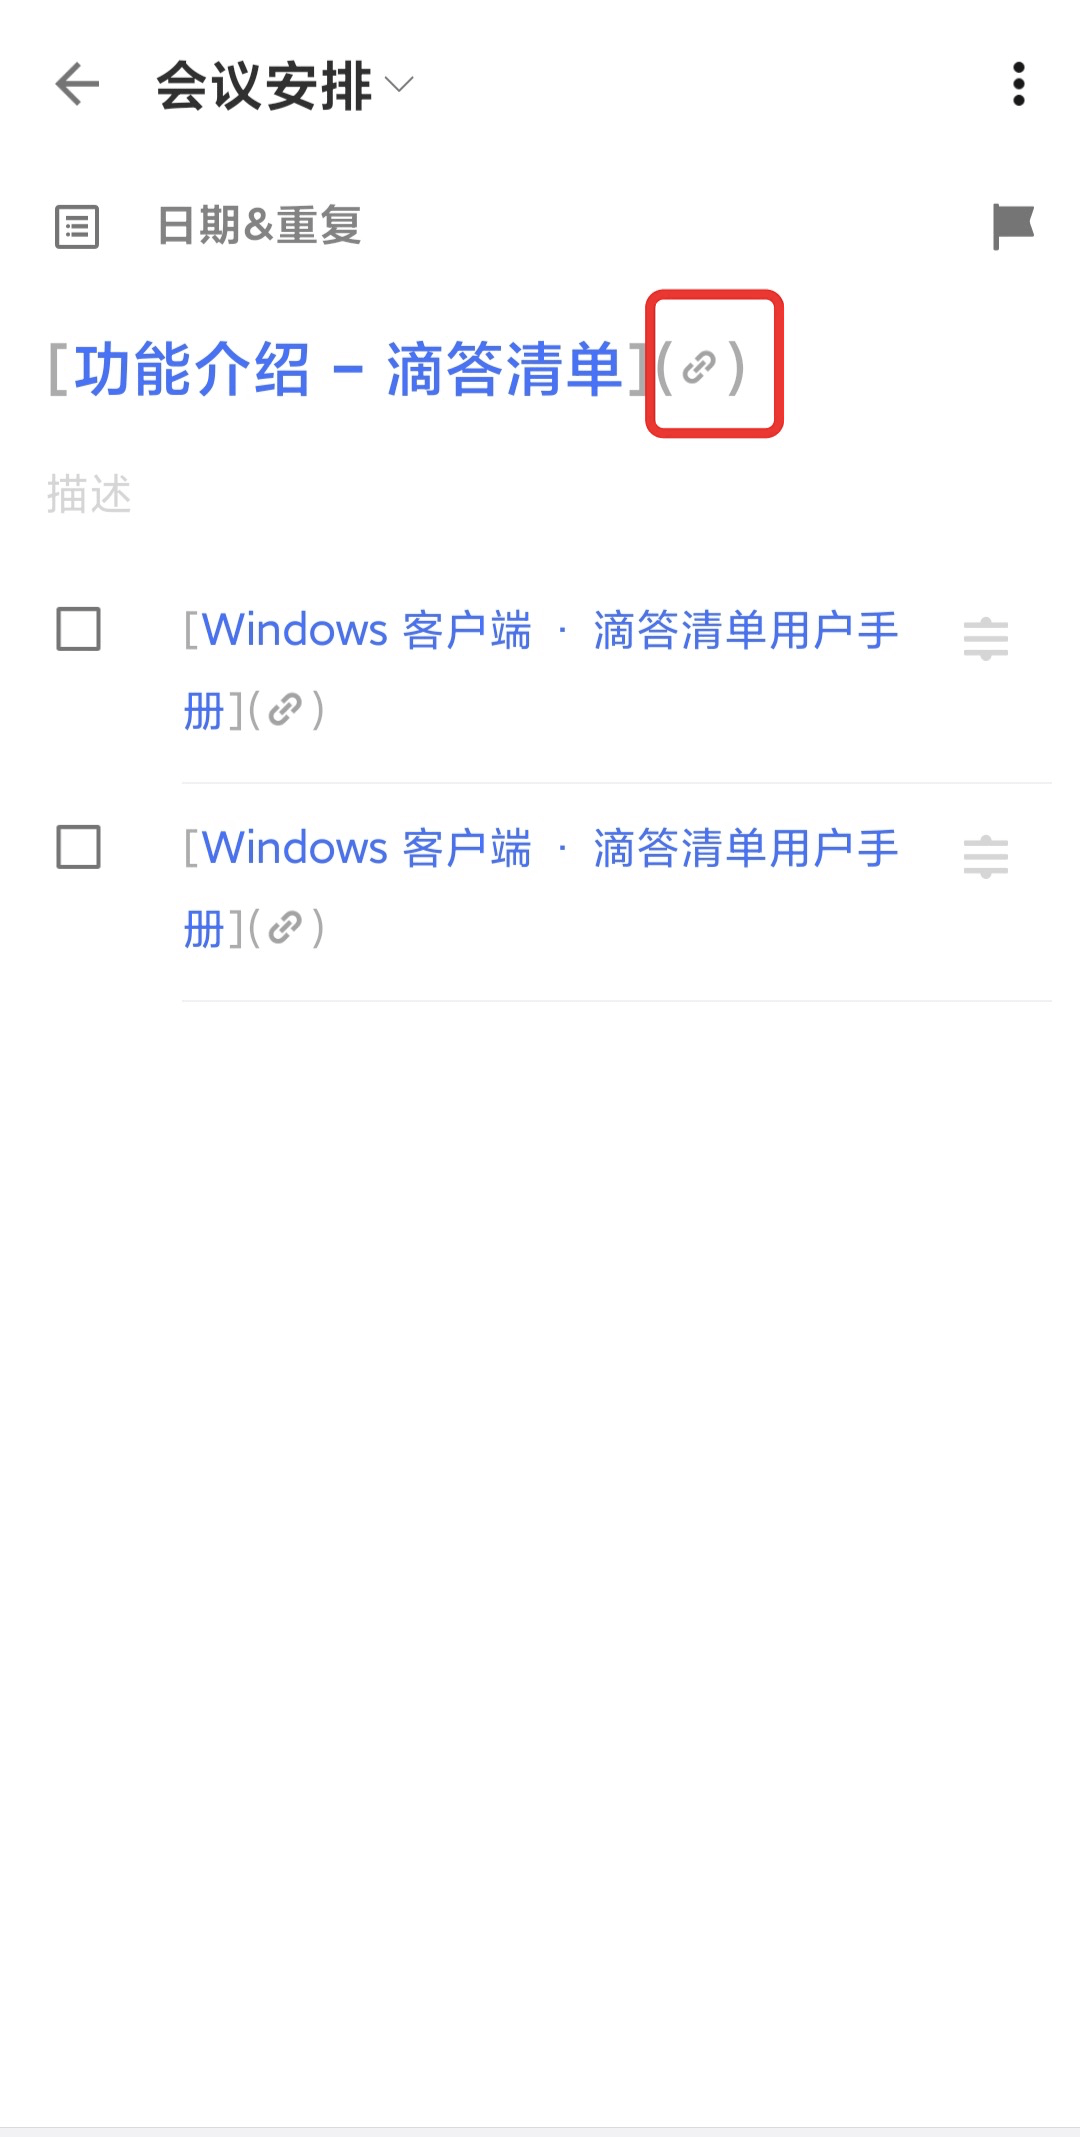 会议安排
日期&重复
[功能介绍 – 滴答清单]()
描述
[Windows 客户端 · 滴答清单用户手
册]()
[Windows 客户端 · 滴答清单用户手
册]()